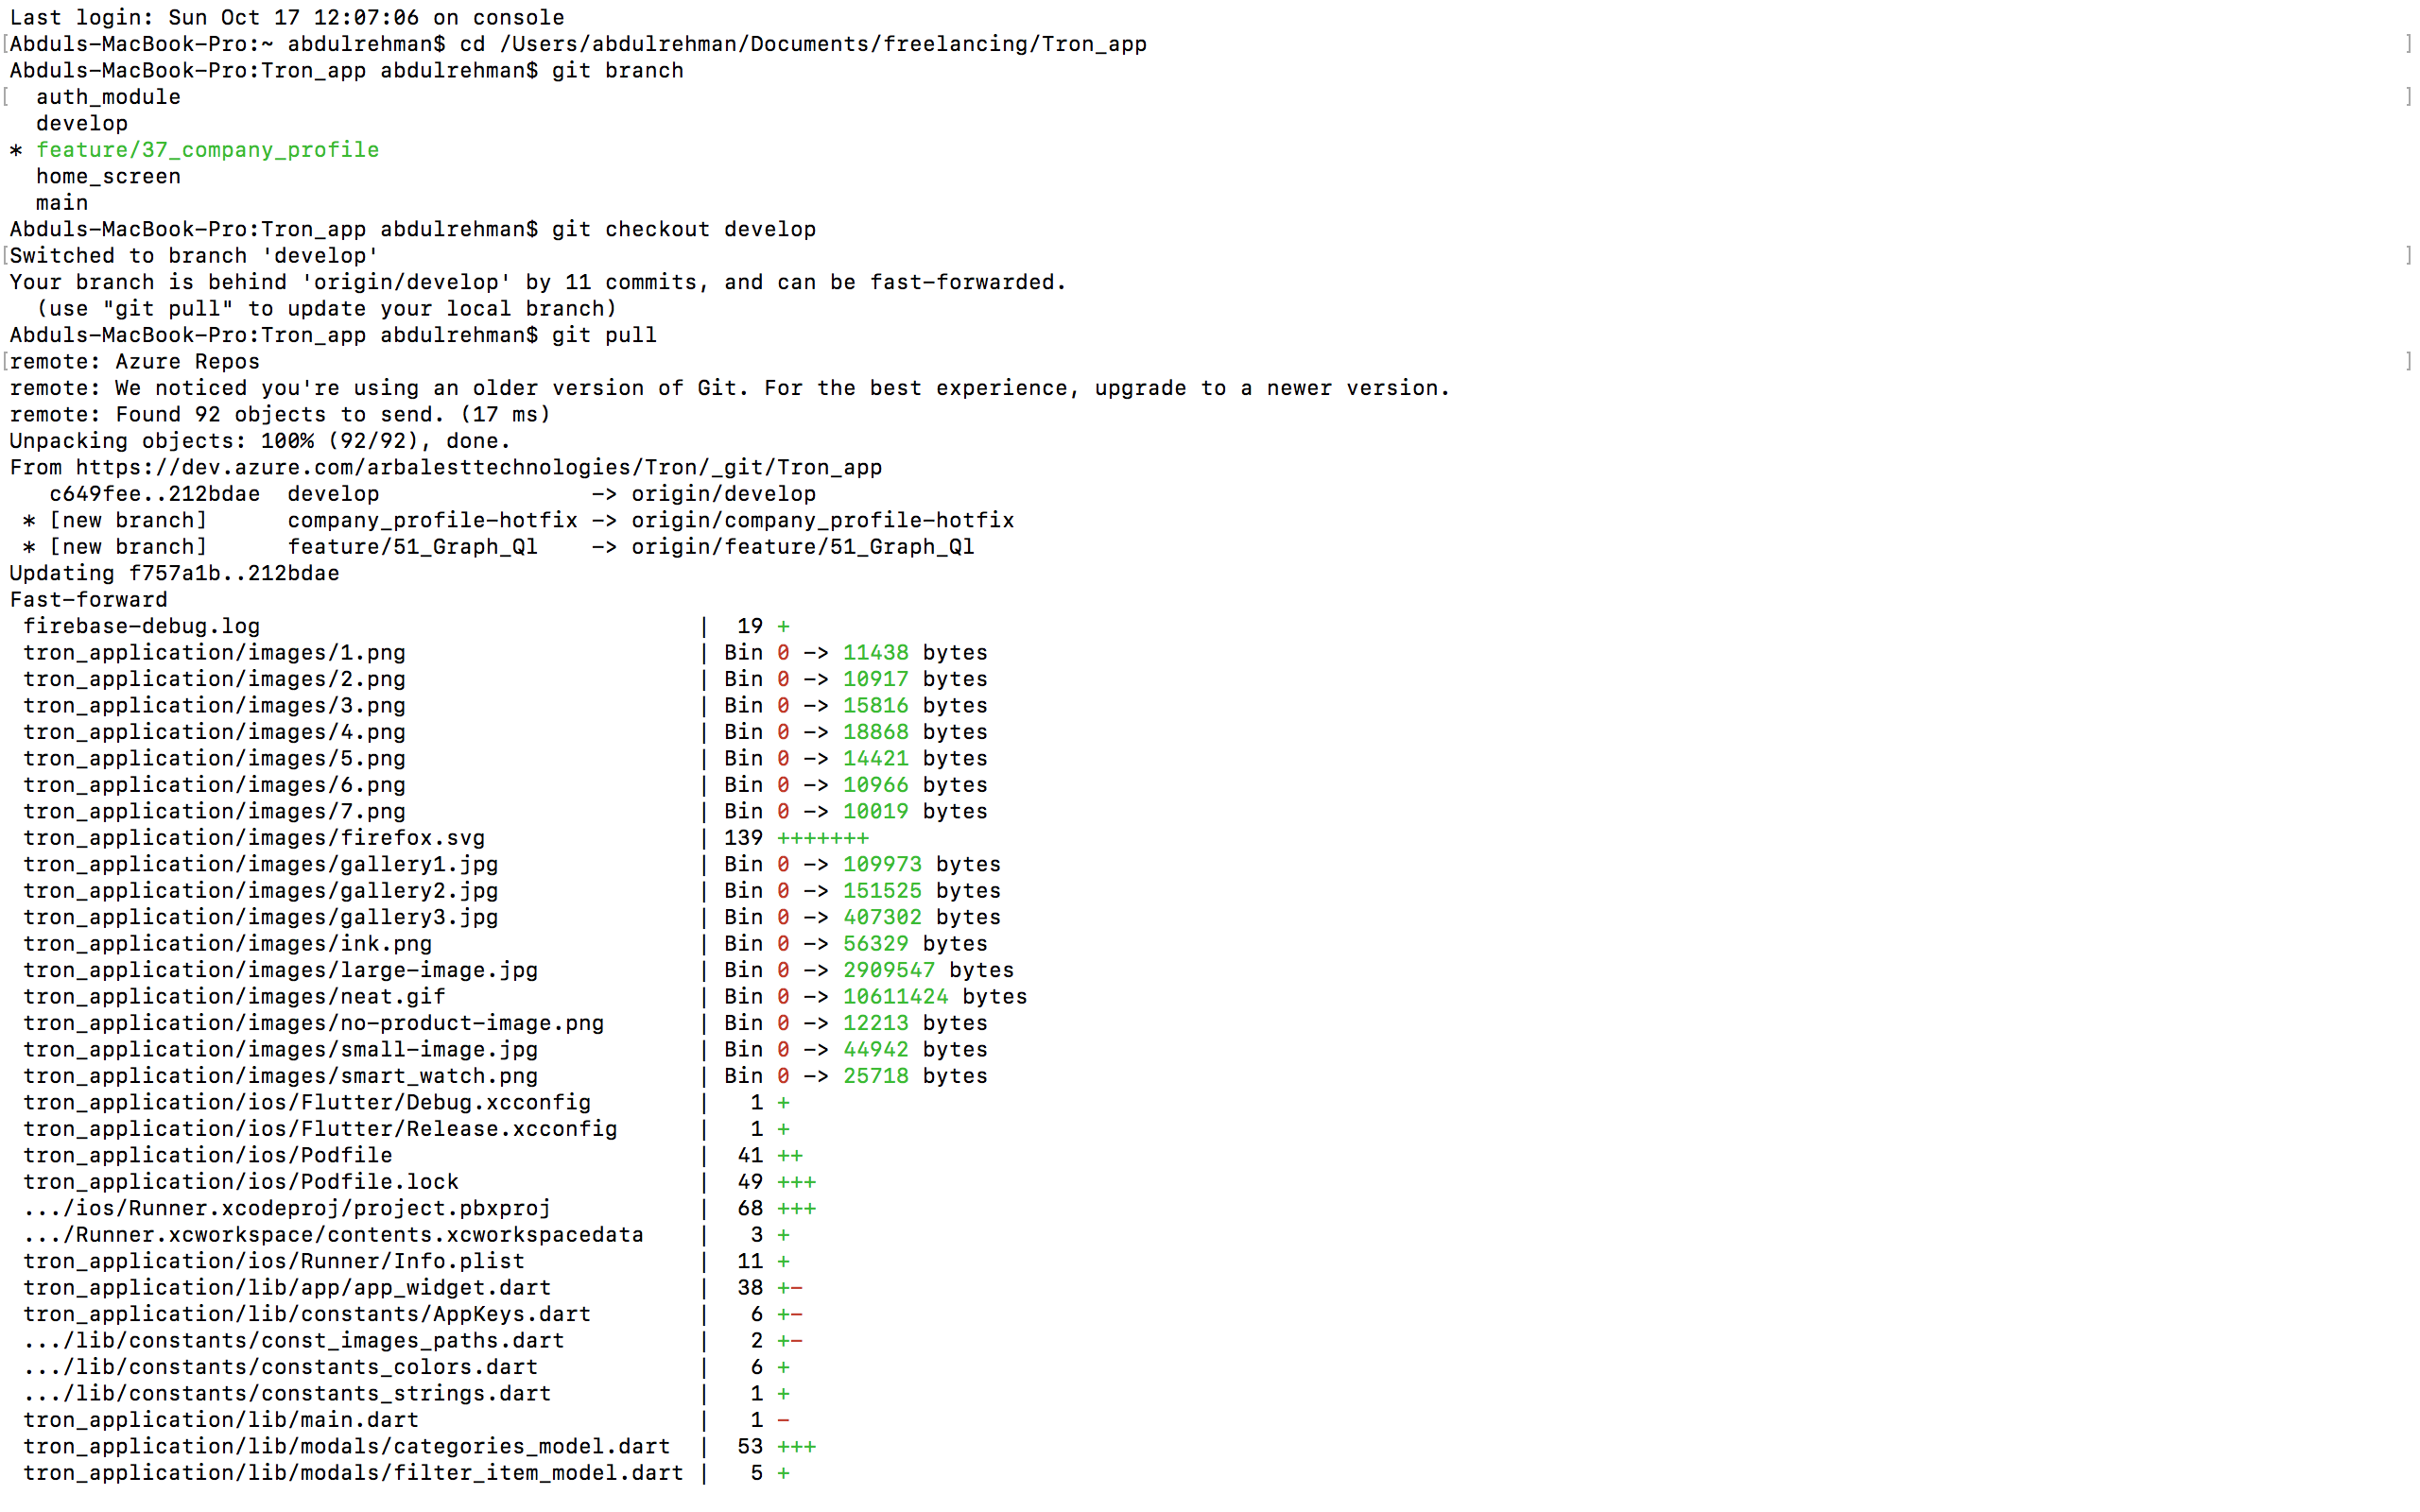 Last login: Sun Oct 17 12:07:06 on console
[Abduls-MacBook-Pro:~ abdulrehman$ cd /Users/abdulrehman/Documents/freelancing/Tron_app ]
Abduls-MacBook-Pro:Tron_app abdulrehman$ git branch
[ auth_module ]
  develop
* feature/37_company_profile
  home_screen
  main
Abduls-MacBook-Pro:Tron_app abdulrehman$ git checkout develop
[Switched to branch 'develop' ]
Your branch is behind 'origin/develop' by 11 commits, and can be fast-forwarded.
  (use "git pull" to update your local branch)
Abduls-MacBook-Pro:Tron_app abdulrehman$ git pull
[remote: Azure Repos ]
remote: We noticed you're using an older version of Git. For the best experience, upgrade to a newer version.
remote: Found 92 objects to send. (17 ms)
Unpacking objects: 100% (92/92), done.
From https://dev.azure.com/arbalesttechnologies/Tron/_git/Tron_app
   c649fee..212bdae  develop                -> origin/develop
 * [new branch]      company_profile-hotfix -> origin/company_profile-hotfix
 * [new branch]      feature/51_Graph_Ql    -> origin/feature/51_Graph_Ql
Updating f757a1b..212bdae
Fast-forward
 firebase-debug.log                                 |  19 +
 tron_application/images/1.png                      | Bin 0 -> 11438 bytes
 tron_application/images/2.png                      | Bin 0 -> 10917 bytes
 tron_application/images/3.png                      | Bin 0 -> 15816 bytes
 tron_application/images/4.png                      | Bin 0 -> 18868 bytes
 tron_application/images/5.png                      | Bin 0 -> 14421 bytes
 tron_application/images/6.png                      | Bin 0 -> 10966 bytes
 tron_application/images/7.png                      | Bin 0 -> 10019 bytes
 tron_application/images/firefox.svg                | 139 +++++++
 tron_application/images/gallery1.jpg               | Bin 0 -> 109973 bytes
 tron_application/images/gallery2.jpg               | Bin 0 -> 151525 bytes
 tron_application/images/gallery3.jpg               | Bin 0 -> 407302 bytes
 tron_application/images/ink.png                    | Bin 0 -> 56329 bytes
 tron_application/images/large-image.jpg            | Bin 0 -> 2909547 bytes
 tron_application/images/neat.gif                   | Bin 0 -> 10611424 bytes
 tron_application/images/no-product-image.png       | Bin 0 -> 12213 bytes
 tron_application/images/small-image.jpg            | Bin 0 -> 44942 bytes
 tron_application/images/smart_watch.png            | Bin 0 -> 25718 bytes
 tron_application/ios/Flutter/Debug.xcconfig        |   1 +
 tron_application/ios/Flutter/Release.xcconfig      |   1 +
 tron_application/ios/Podfile                       |  41 ++
 tron_application/ios/Podfile.lock                  |  49 +++
 .../ios/Runner.xcodeproj/project.pbxproj           |  68 +++
 .../Runner.xcworkspace/contents.xcworkspacedata    |   3 +
 tron_application/ios/Runner/Info.plist             |  11 +
 tron_application/lib/app/app_widget.dart           |  38 +-
 tron_application/lib/constants/AppKeys.dart        |   6 +-
 .../lib/constants/const_images_paths.dart          |   2 +-
 .../lib/constants/constants_colors.dart            |   6 +
 .../lib/constants/constants_strings.dart           |   1 +
 tron_application/lib/main.dart                     |   1 -
 tron_application/lib/modals/categories_model.dart  |  53 +++
 tron_application/lib/modals/filter_item_model.dart |   5 +